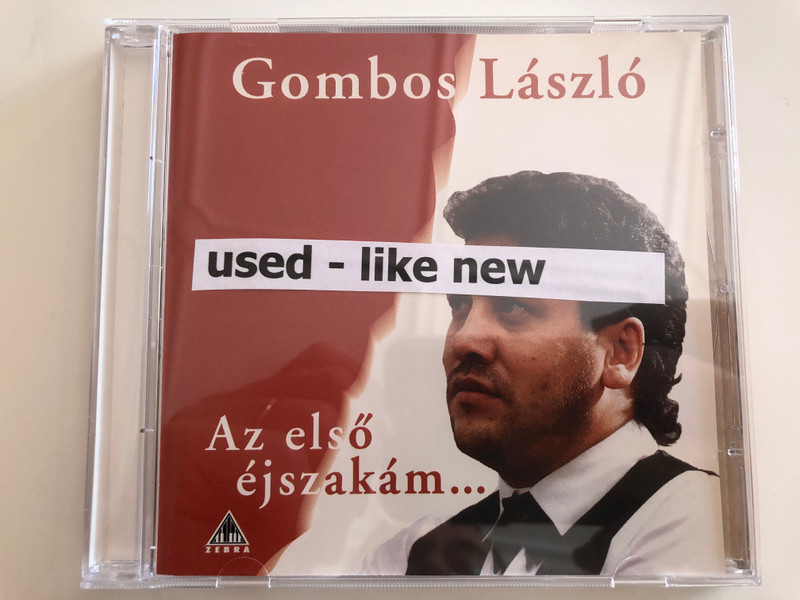 Gombos László
used - like new
Az első
éjszakám...
ZEBRA